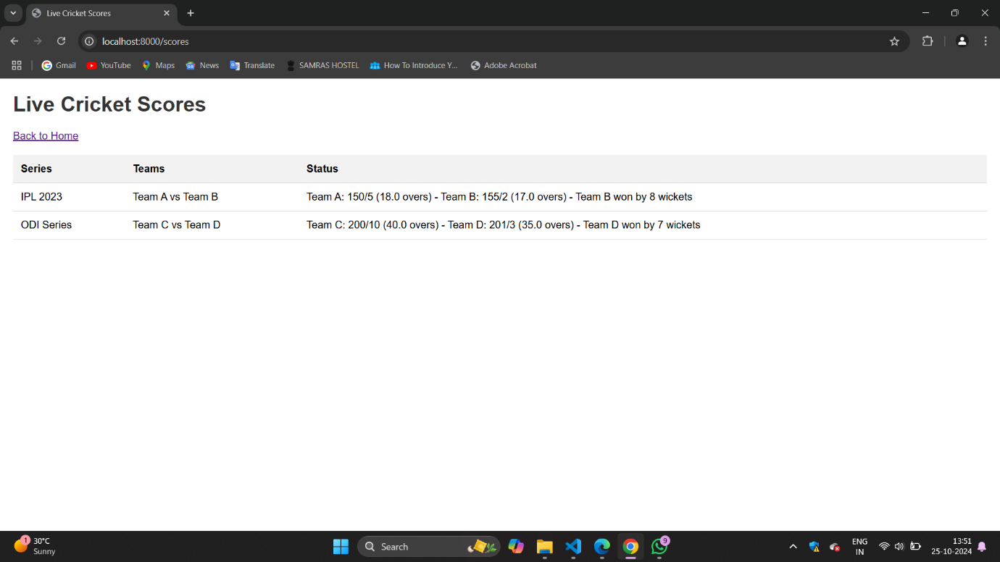 Live Cricket Scores
localhost:8000/scores
Gmail YouTube Maps News Translate SAMRAS HOSTEL How To Introduce Y... Adobe Acrobat
Live Cricket Scores
Back to Home
Series Teams Status
IPL 2023 Team A vs Team B Team A: 150/5 (18.0 overs) - Team B: 155/2 (17.0 overs) - Team B won by 8 wickets
ODI Series Team C vs Team D Team C: 200/10 (40.0 overs) - Team D: 201/3 (35.0 overs) - Team D won by 7 wickets
1
30°C
Sunny
Search
9
ENG
IN
13:51
25-10-2024